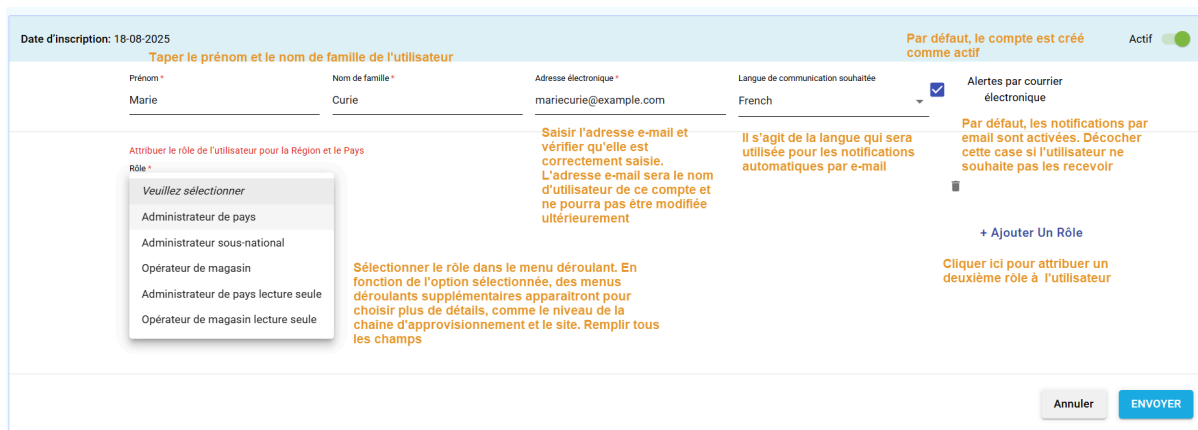 Date d'inscription: 18-08-2025
Taper le prénom et le nom de famille de l'utilisateur
Par défaut, le compte est créé
comme actif
Actif
Prénom *
Nom de famille *
Adresse électronique *
Langue de communication souhaitée
Marie
Curie
mariecurie@example.com
French
Alertes par courrier
électronique
Saisir l'adresse e-mail et
vérifier qu'elle est
correctement saisie.
L'adresse e-mail sera le nom
d'utilisateur de ce compte et
ne pourra pas être modifiée
ultérieurement
Il s'agit de la langue qui sera
utilisée pour les notifications
automatiques par e-mail
Par défaut, les notifications par
email sont activées. Décocher
cette case si l'utilisateur ne
souhaite pas les recevoir
Attribuer le rôle de l'utilisateur pour la Région et le Pays
Rôle *
Veuillez sélectionner
Administrateur de pays
Administrateur sous-national
Opérateur de magasin
Administrateur de pays lecture seule
Opérateur de magasin lecture seule
+ Ajouter Un Rôle
Cliquer ici pour attribuer un
deuxième rôle à l'utilisateur
Sélectionner le rôle dans le menu déroulant. En
fonction de l'option sélectionnée, des menus
déroulants supplémentaires apparaitront pour
choisir plus de détails, comme le niveau de la
chaîne d'approvisionnement et le site. Remplir tous
les champs
Annuler
ENVOYER